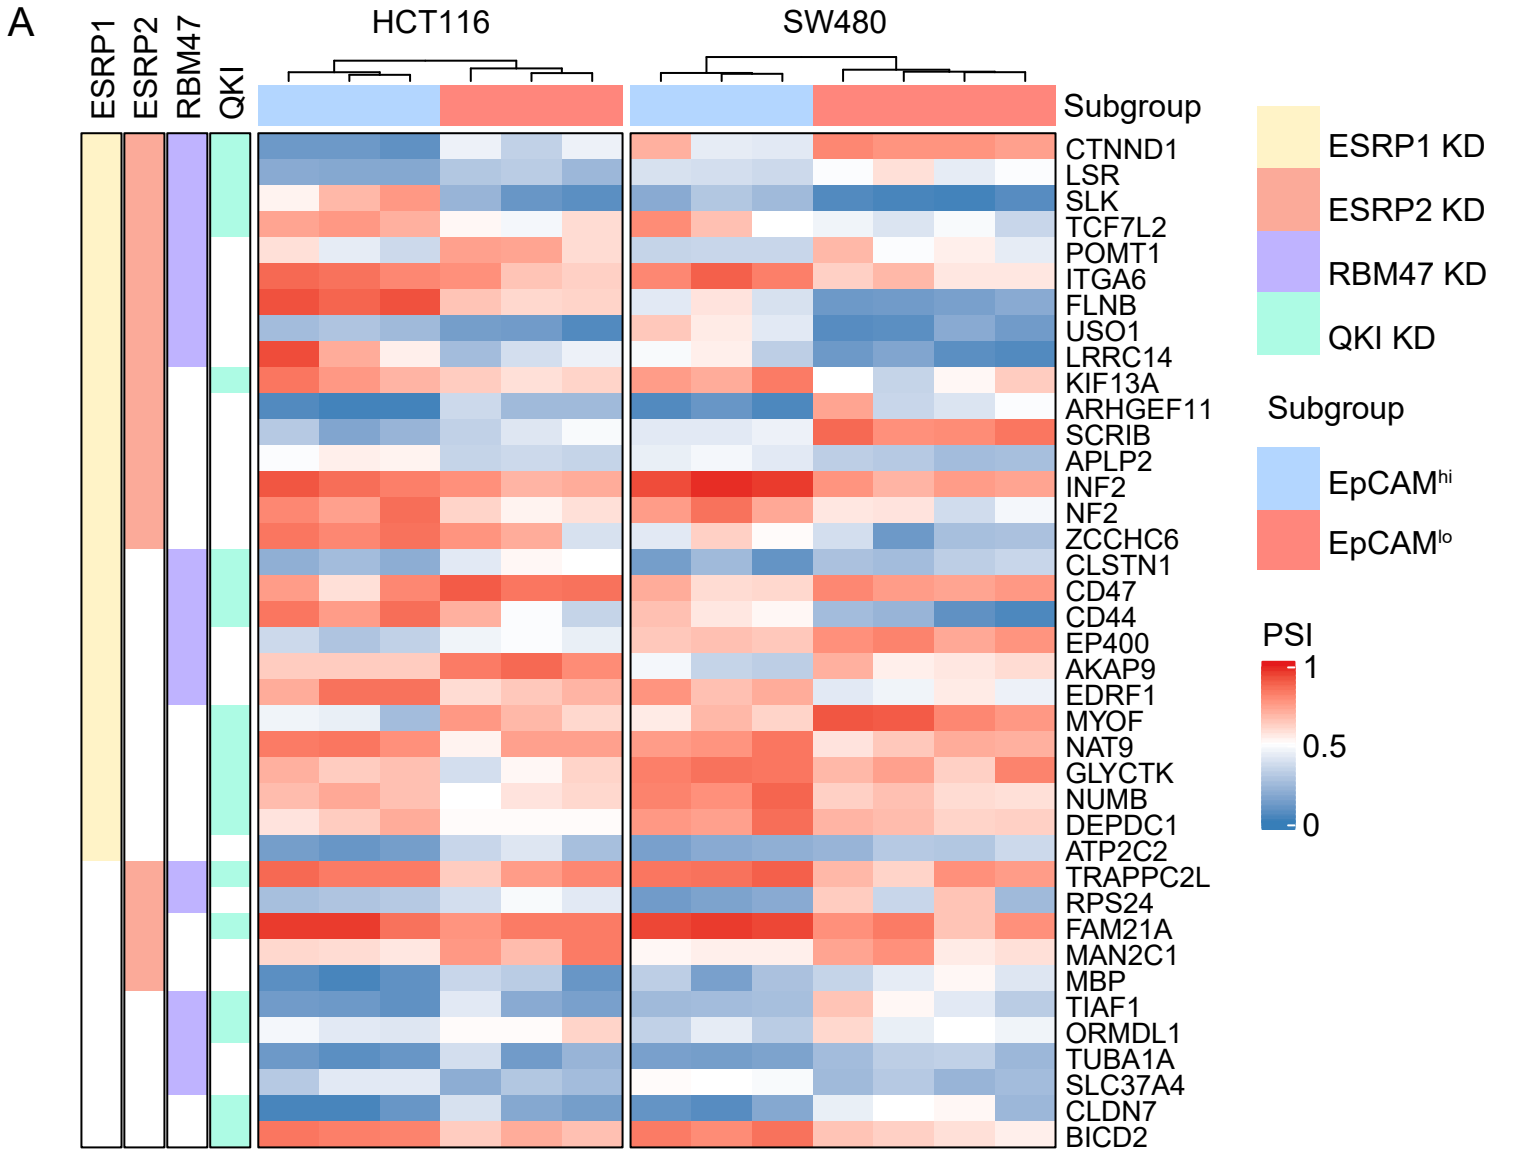 A
HCT116
SW480
ESRP1
ESRP2
RBM47
QKI
Subgroup
CTNND1
LSR
SLK
TCF7L2
POMT1
ITGA6
FLNB
USO1
LRRC14
KIF13A
ARHGEF11
SCRIB
APLP2
INF2
NF2
ZCCHC6
CLSTN1
CD47
CD44
EP400
AKAP9
EDRF1
MYOF
NAT9
GLYCTK
NUMB
DEPDC1
ATP2C2
TRAPPC2L
RPS24
FAM21A
MAN2C1
MBP
TIAF1
ORMDL1
TUBA1A
SLC37A4
CLDN7
BICD2
ESRP1 KD
ESRP2 KD
RBM47 KD
QKI KD
Subgroup
EpCAMhi
EpCAMlo
PSI
1
0.5
0